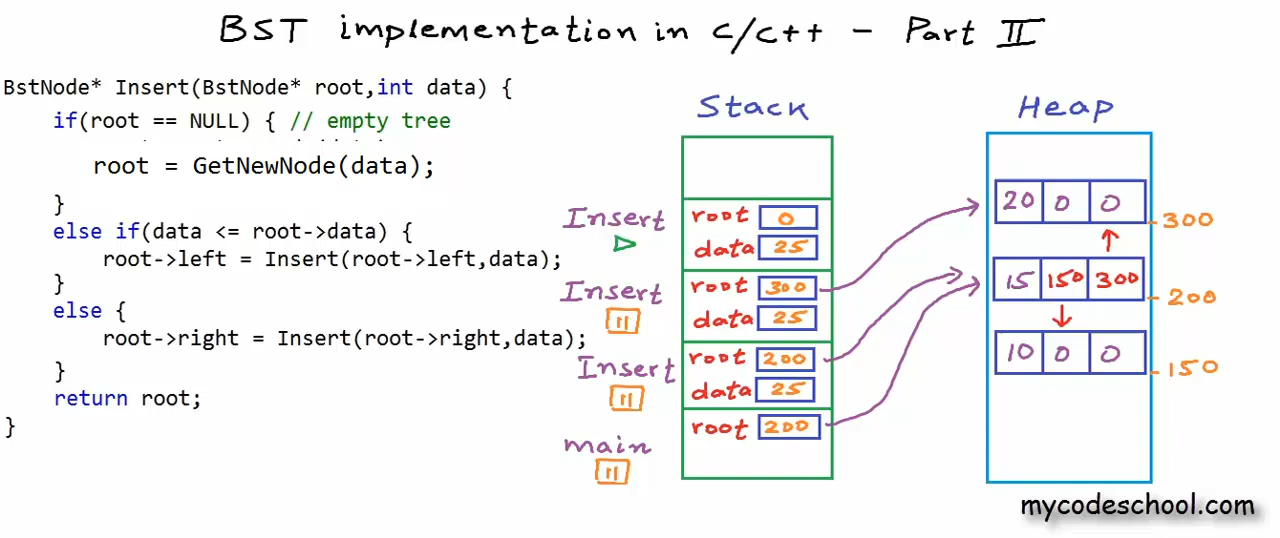 BST implementation in C/C++ - Part II
BstNode* Insert(BstNode* root,int data) {
if(root == NULL) { // empty tree
root = GetNewNode(data);
}
else if(data <= root->data) {
root->left = Insert(root->left,data);
}
else {
root->right = Insert(root->right,data);
}
return root;
}
Stack
Insert
root 0
data 25
Insert
root 300
data 25
Insert
root 200
data 25
main
root 200
Heap
20 0 0
300
15 150 300
200
10 0 0
150
mycodeschool.com